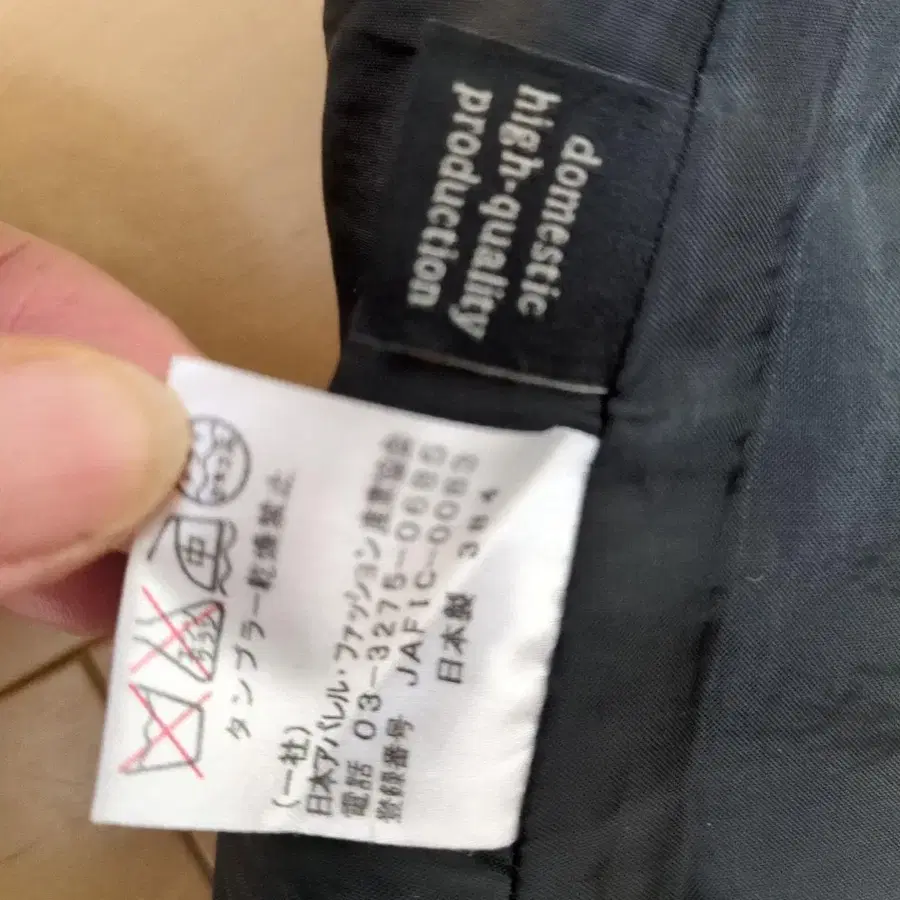 domestic
high-quality
production
中
タンブラー乾燥禁止
(一社)
日本アパレル・ファッション産業協会
電話 03-3275-0686
登録番号 JAFIC-0083
日本製 3B4